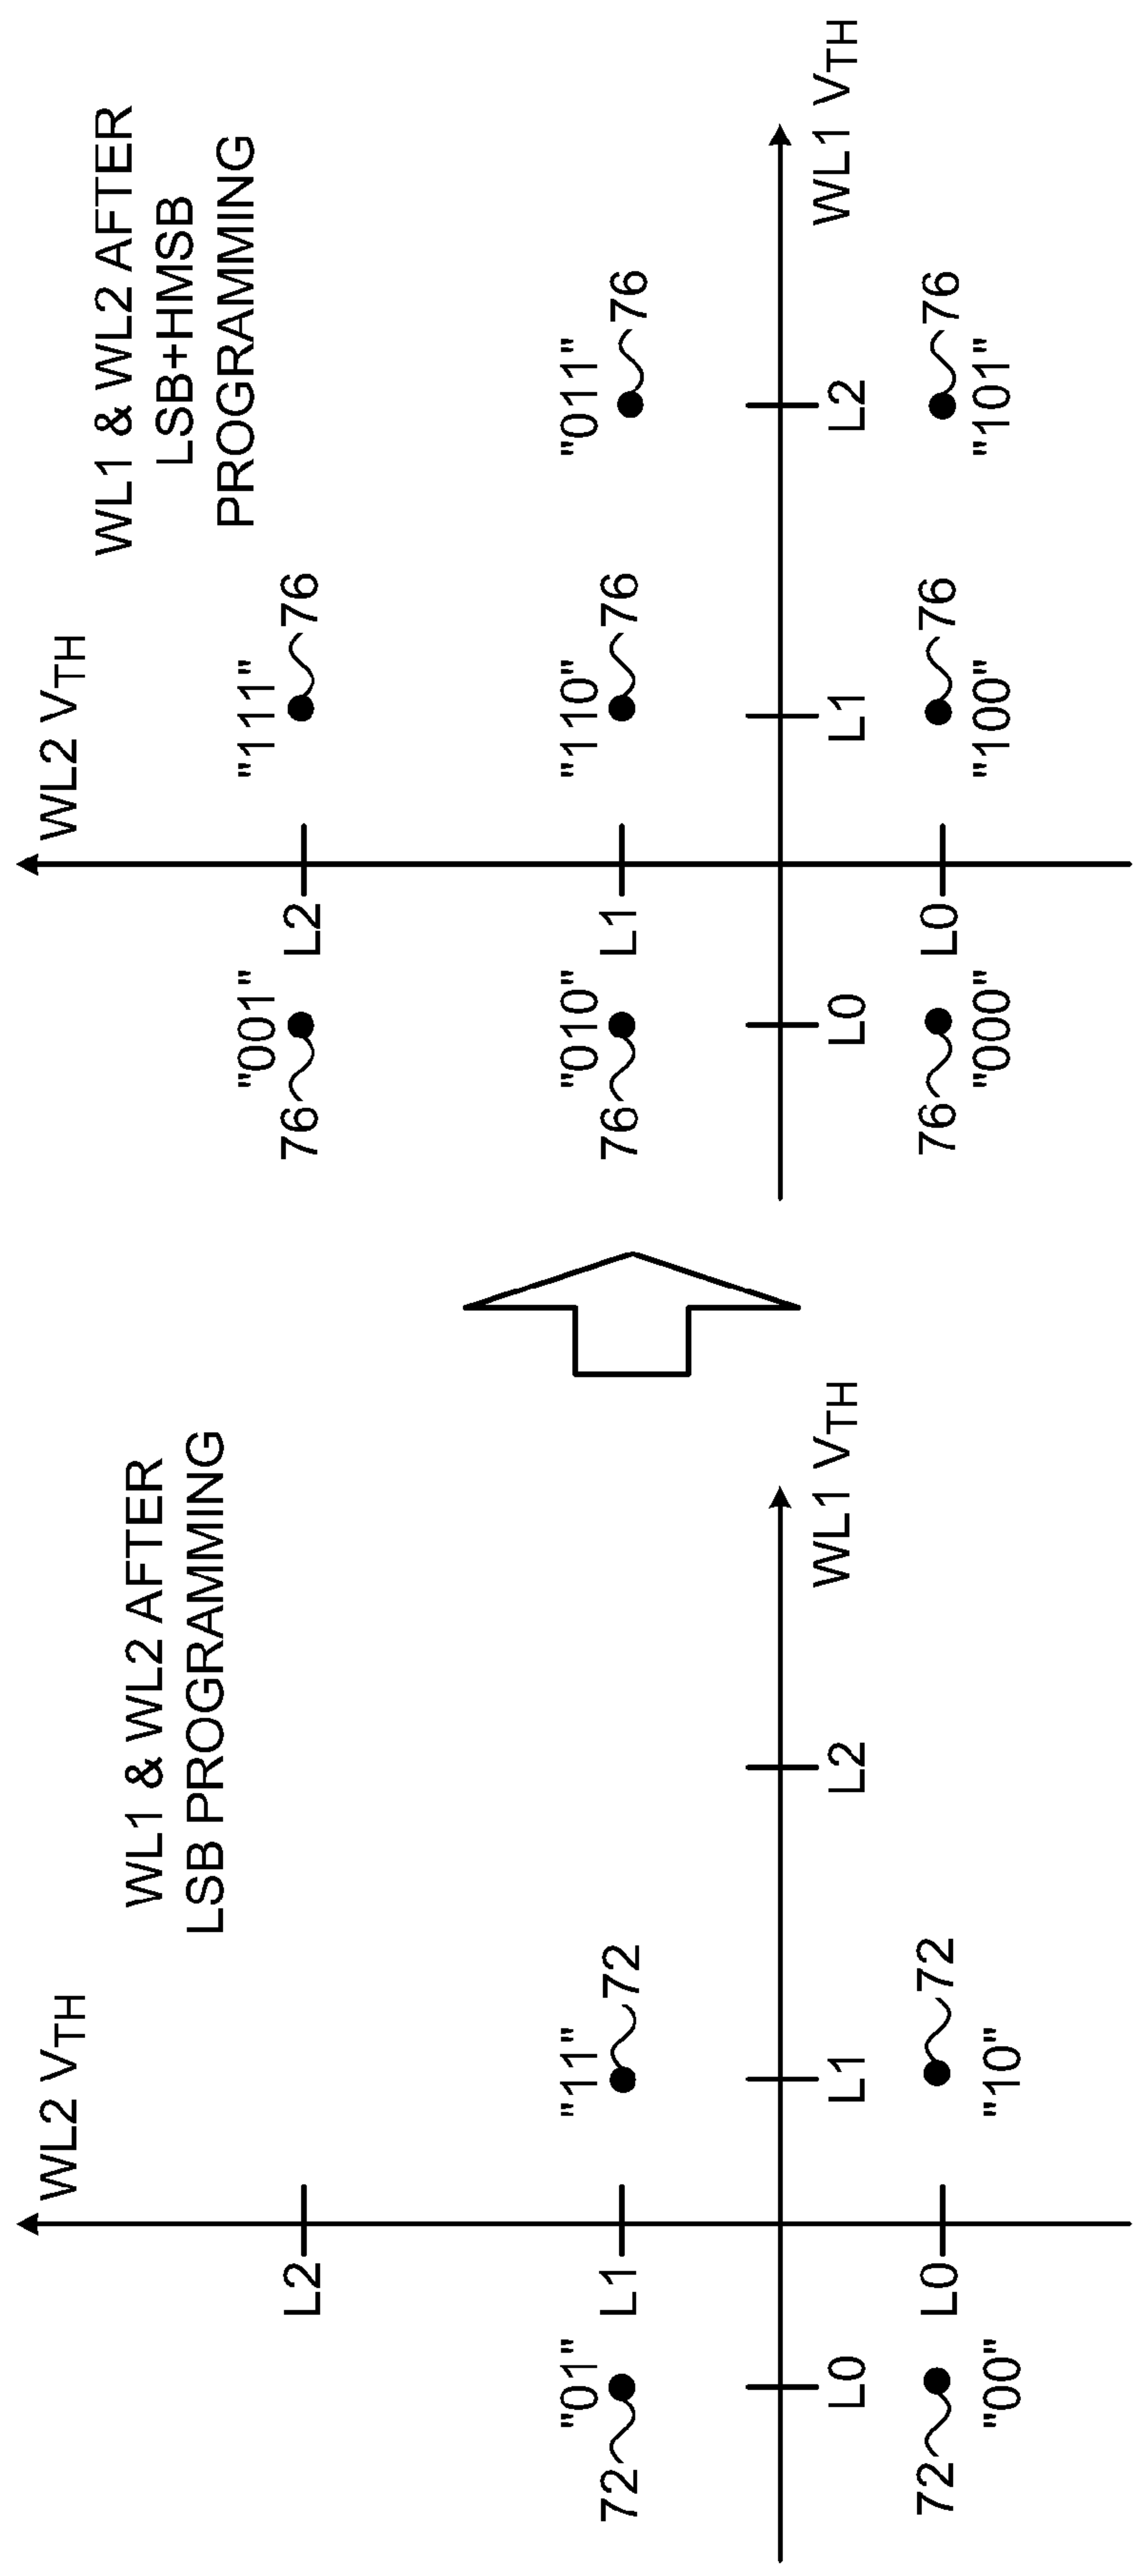 WL2 VTH
WL1 & WL2 AFTER
LSB PROGRAMMING
L2
"01"
72
L1
"11"
72
L0
L1
L2
WL1 VTH
72
"00"
L0
72
"10"
WL2 VTH
WL1 & WL2 AFTER
LSB+HMSB
PROGRAMMING
"001"
76
L2
"111"
76
"010"
76
L1
"110"
76
"011"
76
L0
L1
L2
WL1 VTH
76
"000"
L0
76
"100"
76
"101"